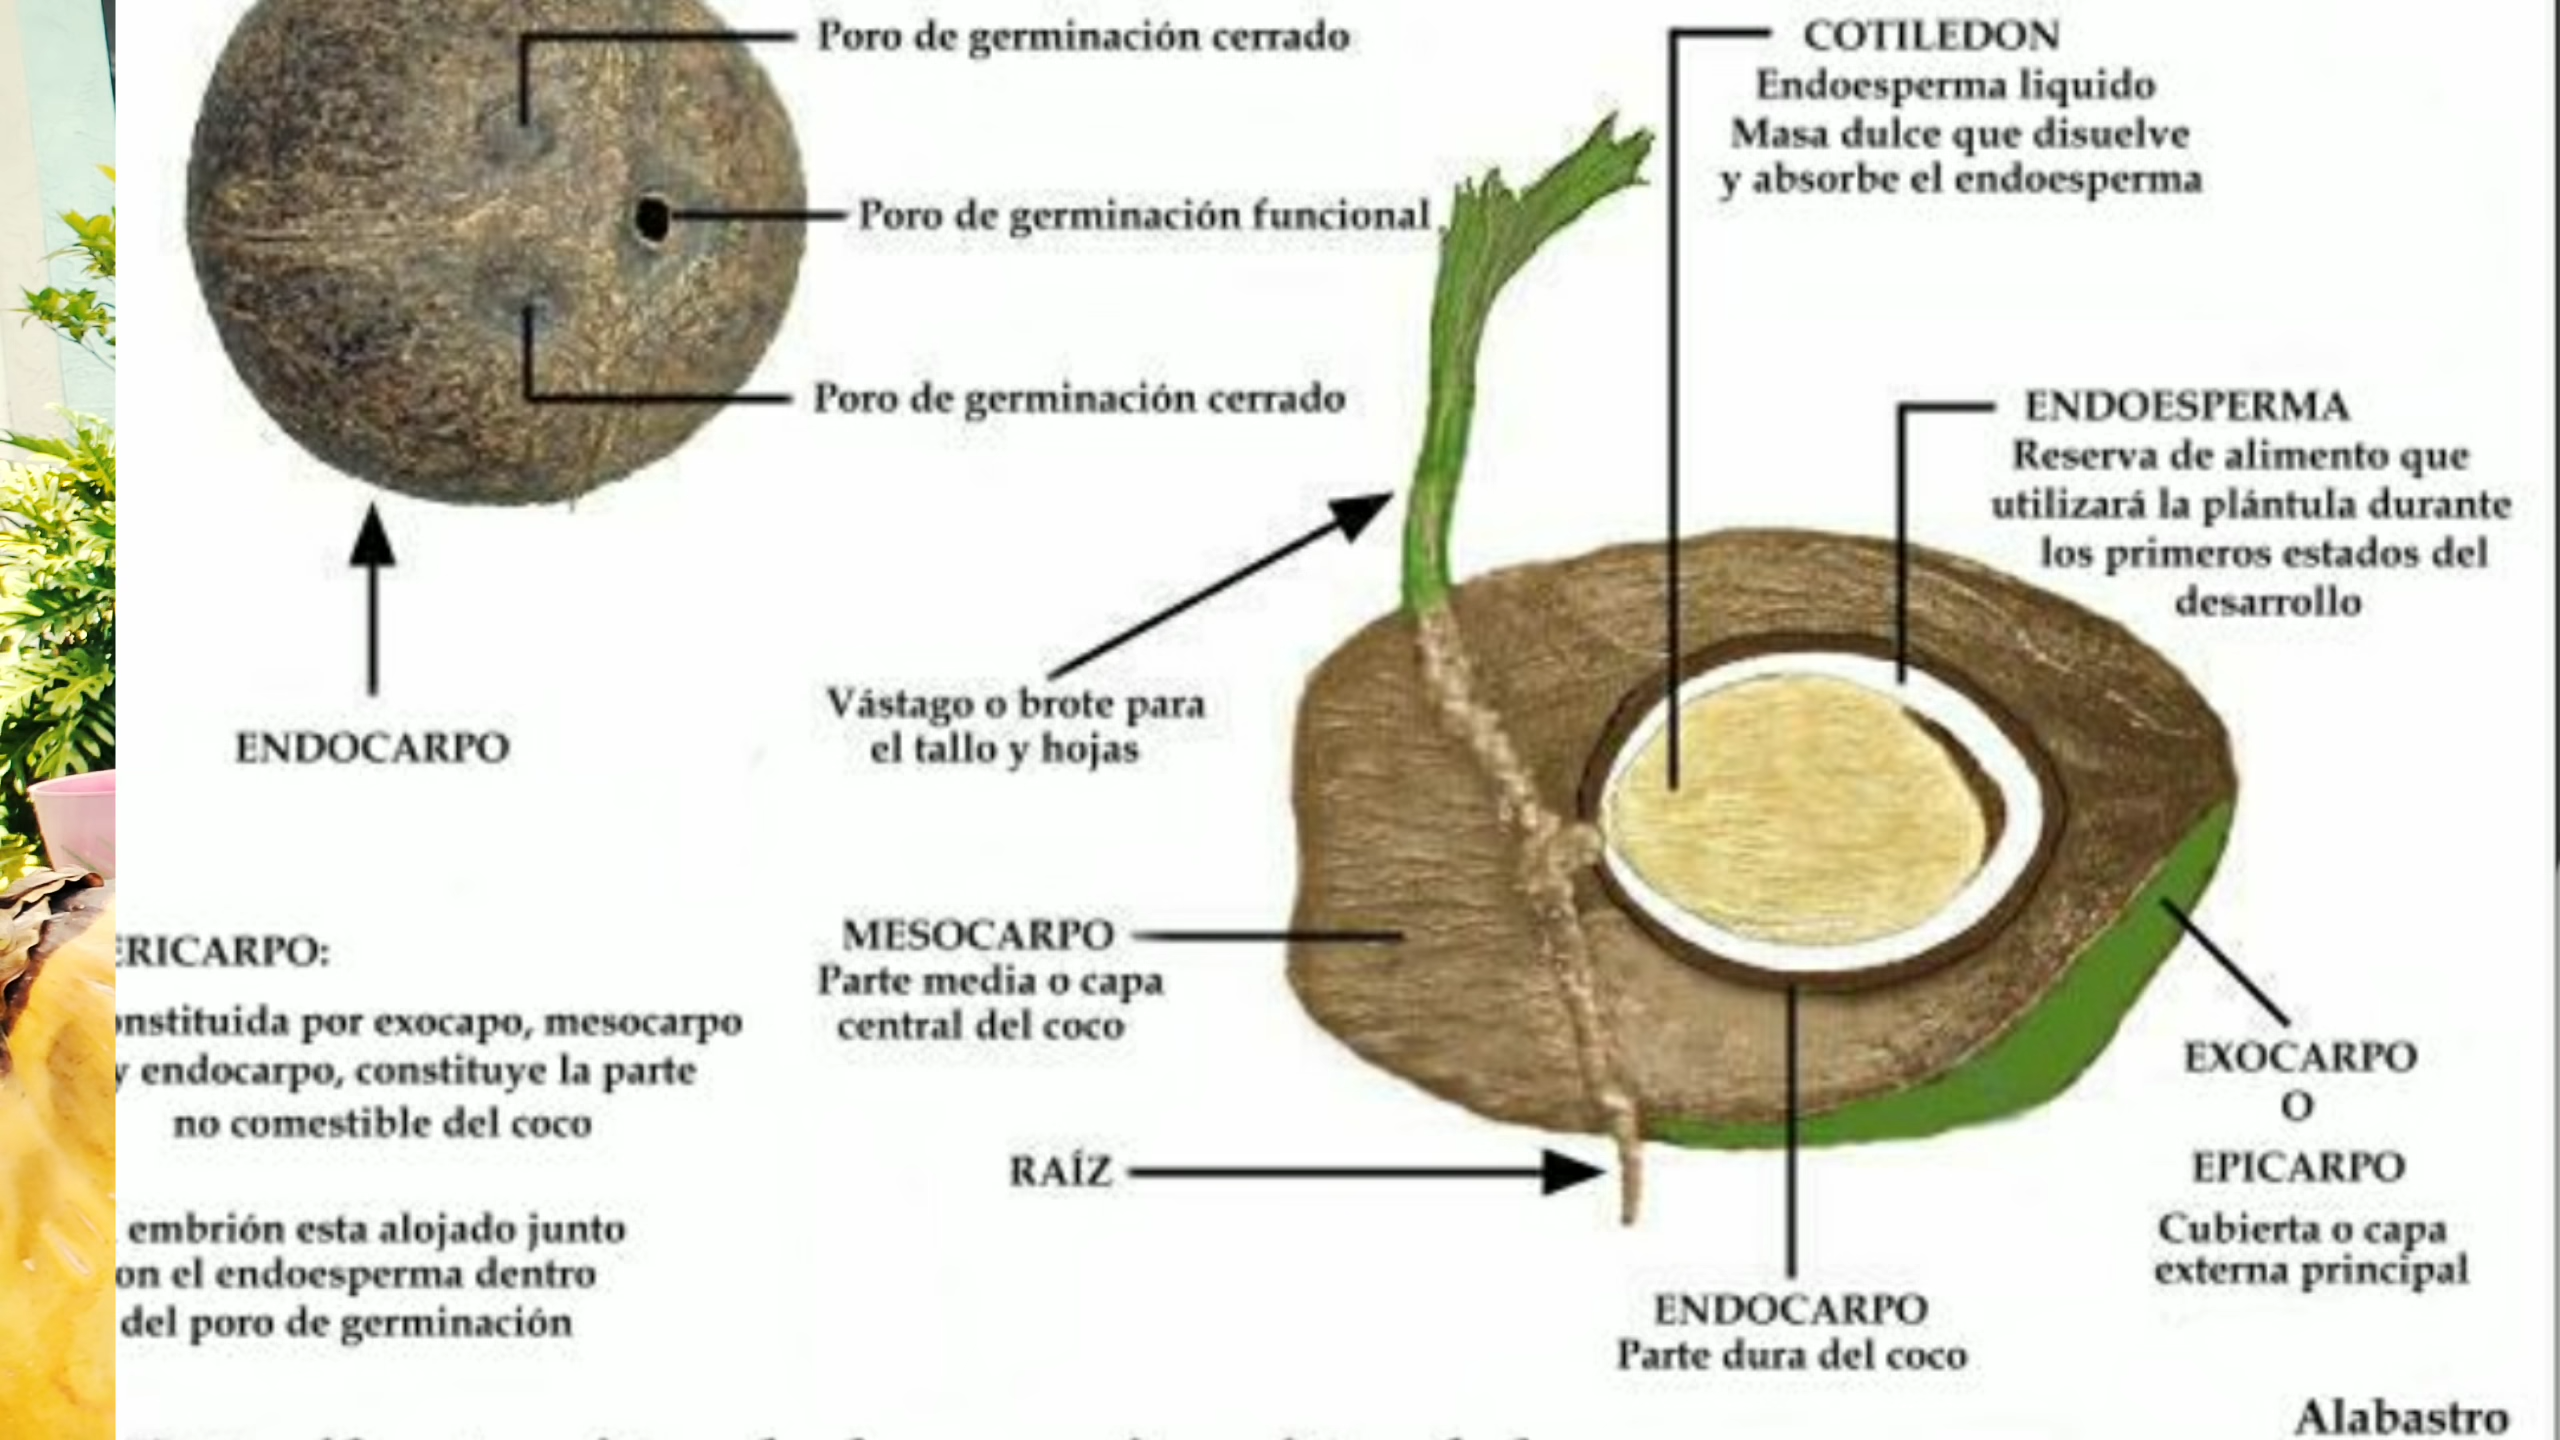 Poro de germinación cerrado
Poro de germinación funcional
Poro de germinación cerrado
ENDOCARPO
COTILEDON
Endoesperma liquido
Masa dulce que disuelve
y absorbe el endoesperma
ENDOESPERMA
Reserva de alimento que
utilizará la plántula durante
los primeros estados del
desarrollo
Vástago o brote para
el tallo y hojas
MESOCARPO
Parte media o capa
central del coco
RAÍZ
ERICARPO:
onstituida por exocapo, mesocarpo
y endocarpo, constituye la parte
no comestible del coco
embrión esta alojado junto
on el endoesperma dentro
del poro de germinación
EXOCARPO
O
EPICARPO
Cubierta o capa
externa principal
ENDOCARPO
Parte dura del coco
Alabastro